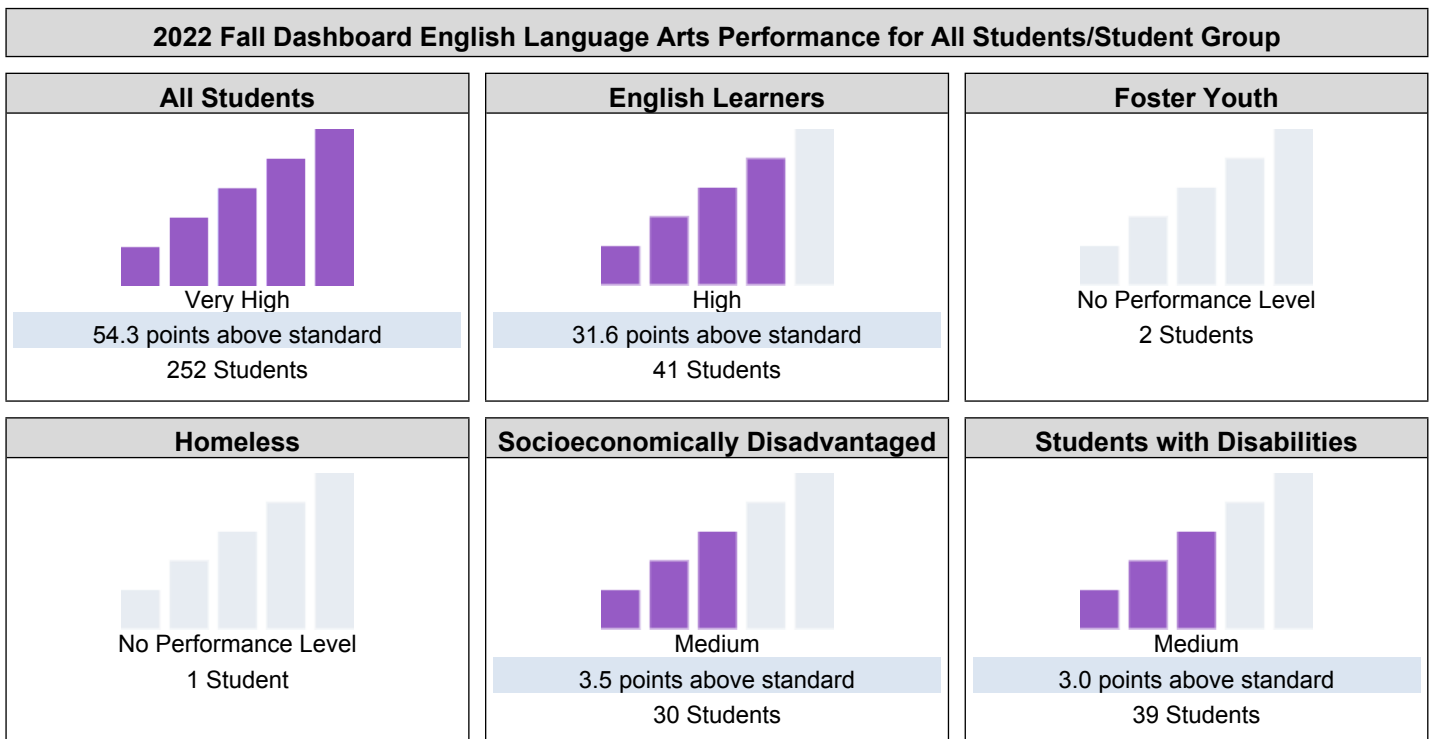 2022 Fall Dashboard English Language Arts Performance for All Students/Student Group
All Students
Very High
54.3 points above standard
252 Students
English Learners
High
31.6 points above standard
41 Students
Foster Youth
No Performance Level
2 Students
Homeless
No Performance Level
1 Student
Socioeconomically Disadvantaged
Medium
3.5 points above standard
30 Students
Students with Disabilities
Medium
3.0 points above standard
39 Students